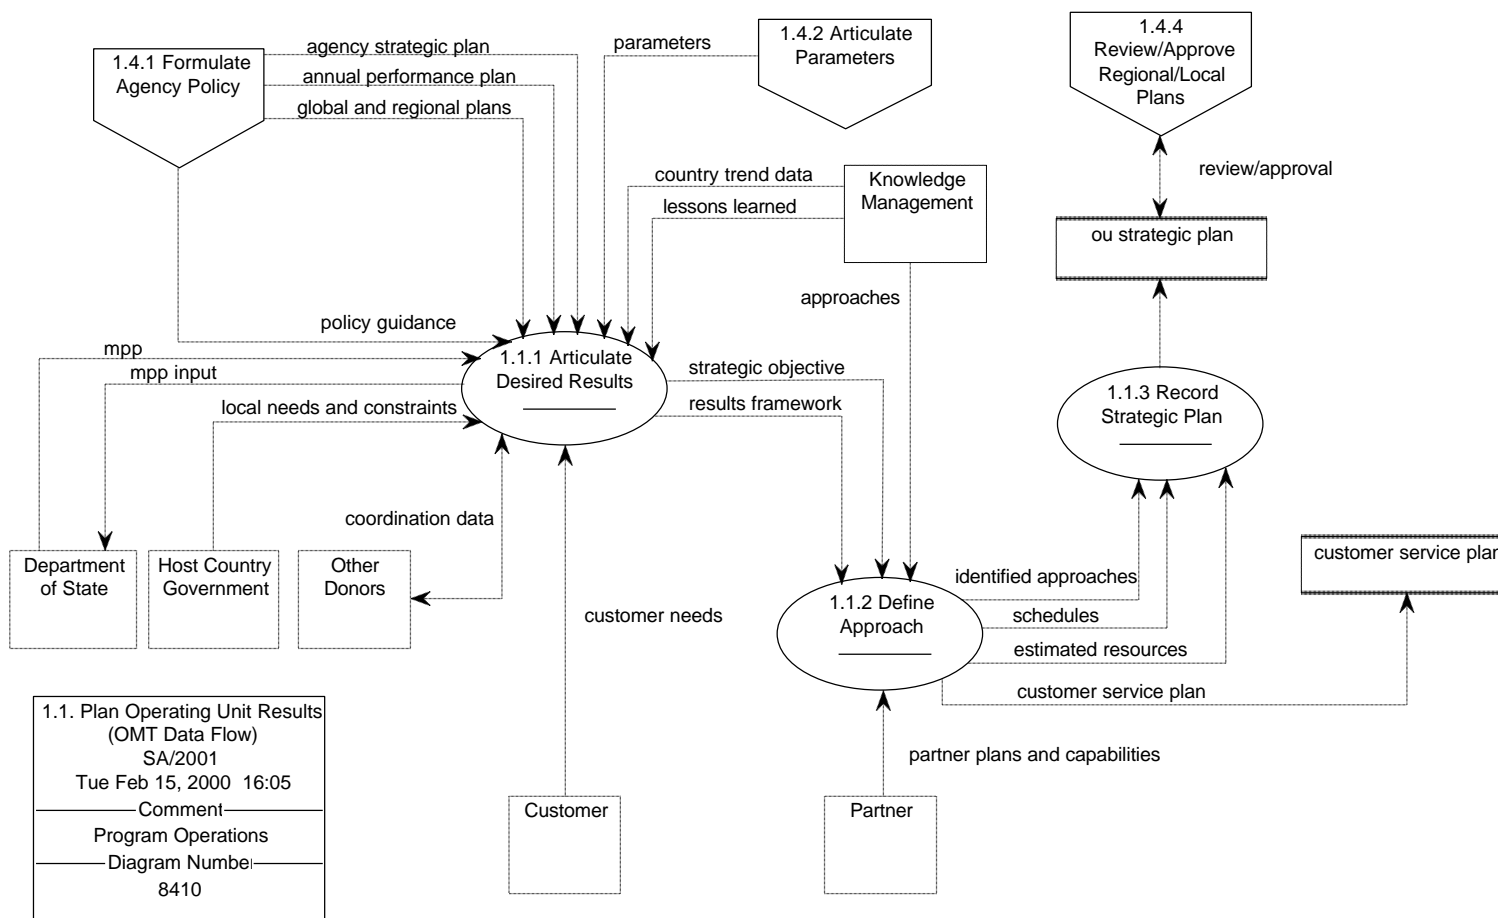 1.4.1 Formulate
Agency Policy
agency strategic plan
annual performance plan
global and regional plans
parameters
1.4.2 Articulate
Parameters
1.4.4
Review/Approve
Regional/Local
Plans
review/approval
country trend data
lessons learned
Knowledge
Management
ou strategic plan
approaches
policy guidance
mpp
mpp input
local needs and constraints
1.1.1 Articulate
Desired Results
strategic objective
results framework
1.1.3 Record
Strategic Plan
coordination data
Department
of State
Host Country
Government
Other
Donors
customer needs
1.1.2 Define
Approach
identified approaches
schedules
estimated resources
customer service plan
customer service plan
partner plans and capabilities
Customer
Partner
1.1. Plan Operating Unit Results
(OMT Data Flow)
SA/2001
Tue Feb 15, 2000 16:05
Comment
Program Operations
Diagram Number
8410